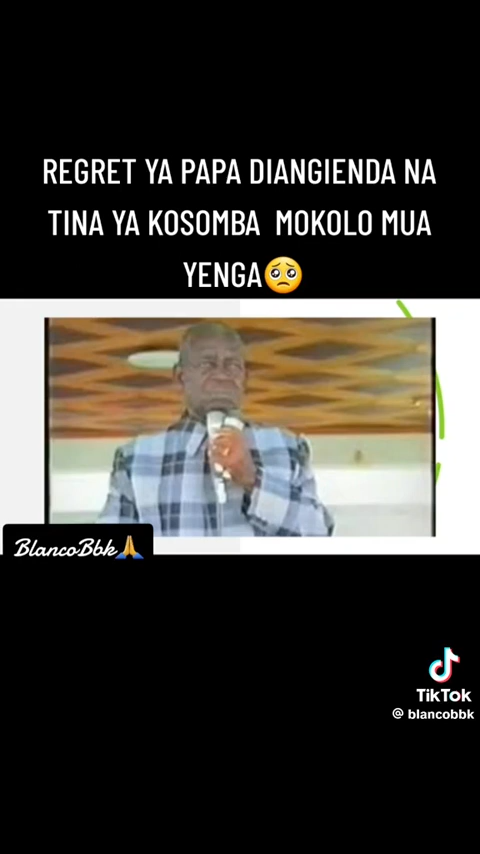 REGRET YA PAPA DIANGIENDA NA
TINA YA KOSOMBA MOKOLO MUA
YENGA🥺
BlancoBbk🙏
TikTok
@ blancobbk